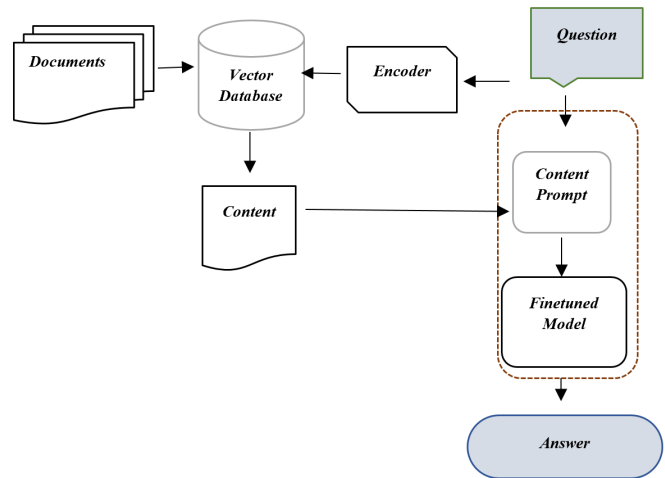 Documents
Vector
Database
Encoder
Question
Content
Content
Prompt
Finetuned
Model
Answer